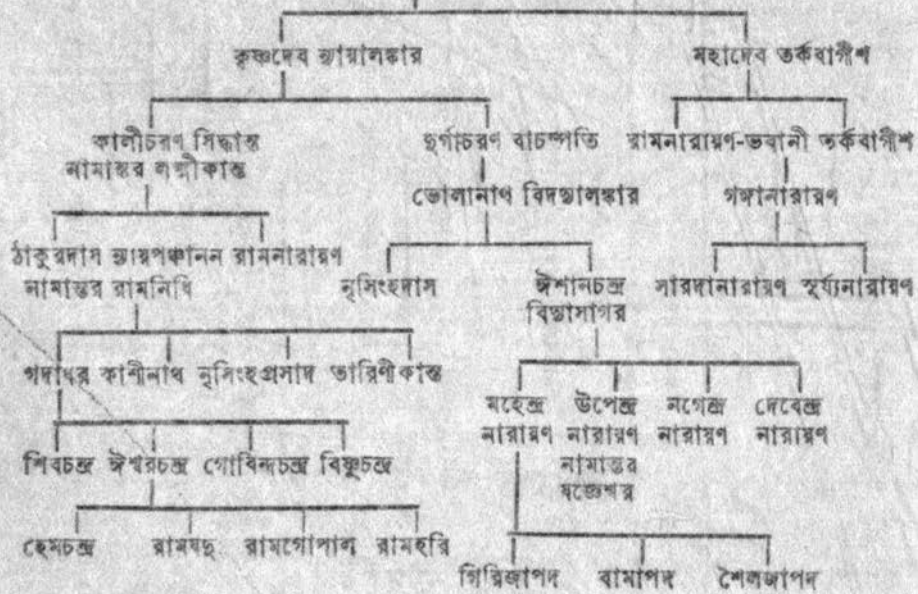 কৃষ্ণদেব ন্যায়ালঙ্কার মহাদেব তর্কবাগীশ
কালীচরণ সিদ্ধান্ত দুর্গাচরণ বাচস্পতি রামনারায়ণ-ভবানী তর্কবাগীশ
নামান্তর লক্ষ্মীকান্ত
ভোলানাথ বিদ্যালঙ্কার গঙ্গানারায়ণ
ঠাকুরদাস ন্যায়পঞ্চানন রামনারায়ণ নৃসিংহদাস ঈশানচন্দ্র সারদানারায়ণ সূর্য্যনারায়ণ
নামান্তর রামনিধি বিদ্যাসাগর
গদাধর কাশীনাথ নৃসিংহপ্রসাদ তারিণীকান্ত
মহেন্দ্র উপেন্দ্র নগেন্দ্র দেবেন্দ্র
নারায়ণ নারায়ণ নারায়ণ নারায়ণ
শিবচন্দ্র ঈশ্বরচন্দ্র গোবিন্দচন্দ্র বিষ্ণুচন্দ্র নামান্তর
যজ্ঞেশ্বর
হেমচন্দ্র রামযদু রামগোপাল রামহরি
গিরিজাপদ বামাপদ শৈলজাপদ